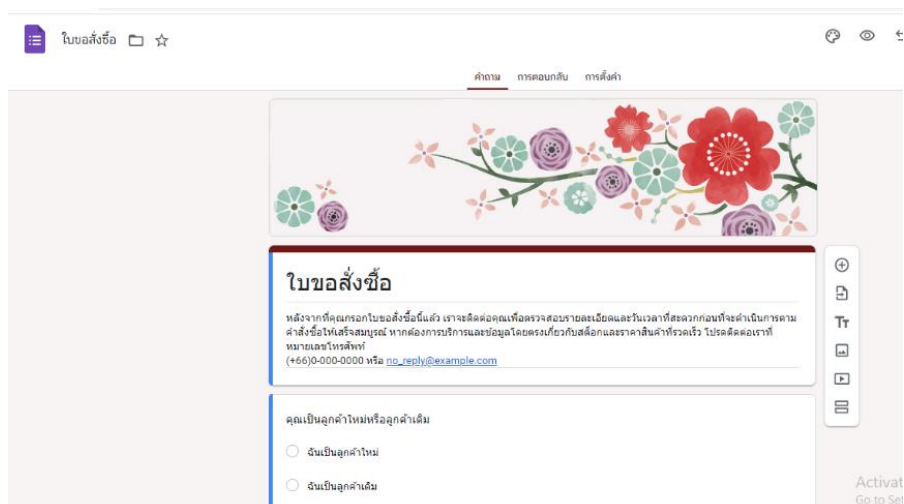 ใบขอสั่งซื้อ
คำถาม การตอบกลับ การตั้งค่า
ใบขอสั่งซื้อ
หลังจากที่คุณกรอกใบขอสั่งซื้อนี้แล้ว เราจะติดต่อคุณเพื่อตรวจสอบรายละเอียดและวันเวลาที่สะดวกก่อนที่จะดำเนินการตาม
คำสั่งซื้อให้เสร็จสมบูรณ์ หากต้องการบริการและข้อมูลโดยตรงเกี่ยวกับสต็อกและราคาสินค้าที่รวดเร็ว โปรดติดต่อเราที่
หมายเลขโทรศัพท์
(+66)0-000-0000 หรือ no_reply@example.com
Tт
คุณเป็นลูกค้าใหม่หรือลูกค้าเดิม
ฉันเป็นลูกค้าใหม่
ฉันเป็นลูกค้าเดิม
Activat
Go to Set